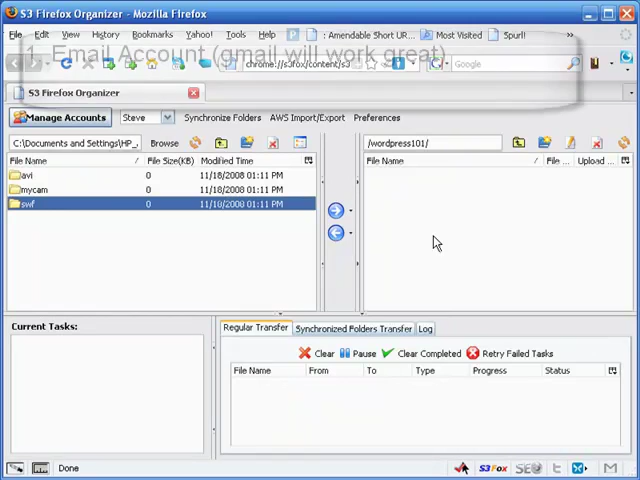 S3 Firefox Organizer - Mozilla Firefox
File Edit View History Bookmarks Yahoo! Tools : Amendable Short UR... Most Visited Spurl!
1. Email Account (gmail will work great)
chrome://s3fox/content/s3 Google
S3 Firefox Organizer
Manage Accounts Steve Synchronize Folders AWS Import/Export Preferences
C:\Documents and Settings\HP_ Browse /wordpress101/
File Name File Size(KB) Modified Time File Name File ... Upload ...
avi 0 11/18/2008 01:11 PM
mycam 0 11/18/2008 01:11 PM
swf 0 11/18/2008 01:11 PM
Current Tasks: Regular Transfer Synchronized Folders Transfer Log
Clear Pause Clear Completed Retry Failed Tasks
File Name From To Type Progress Status
Done S3Fox SEO